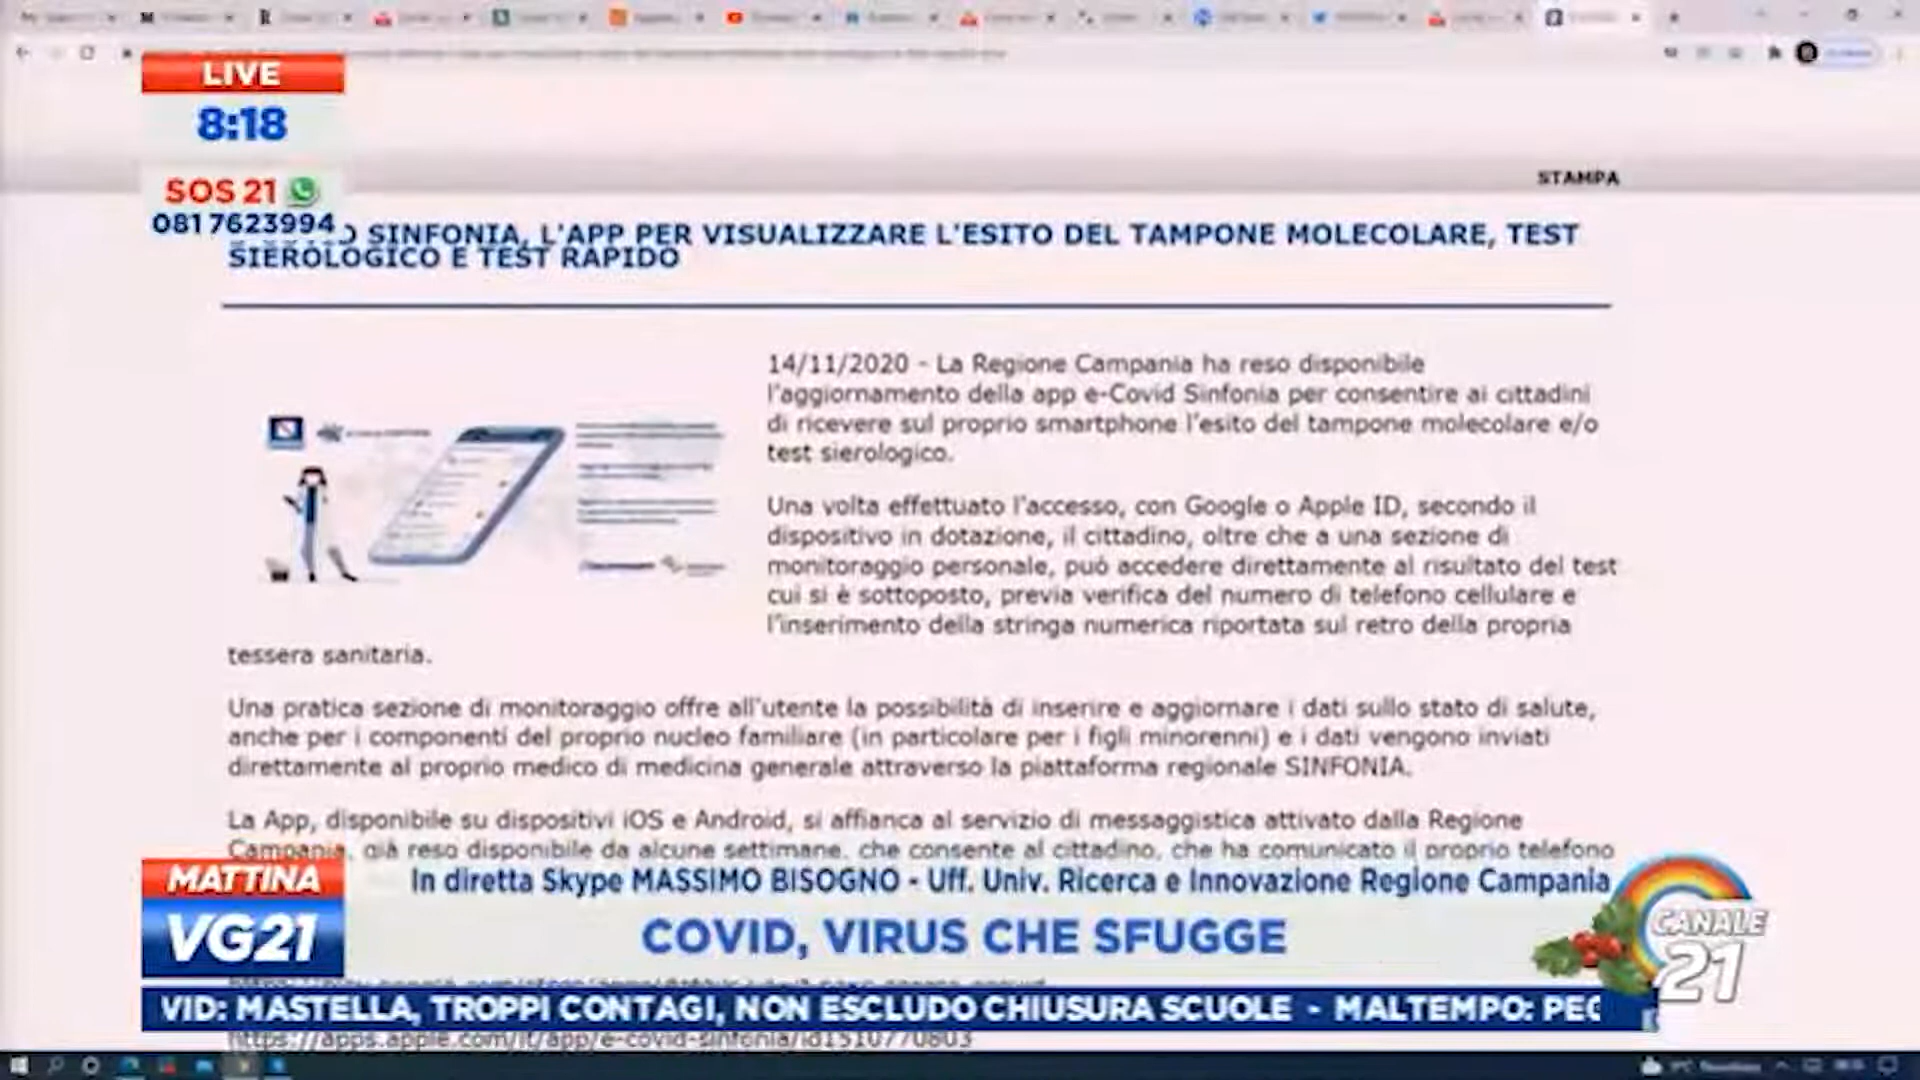 LIVE
8:18
STAMPA
SOS 21
081 7623994
SINFONIA, L'APP PER VISUALIZZARE L'ESITO DEL TAMPONE MOLECOLARE, TEST
SIEROLOGICO E TEST RAPIDO
14/11/2020 - La Regione Campania ha reso disponibile
l'aggiornamento della app e-Covid Sinfonia per consentire ai cittadini
di ricevere sul proprio smartphone l'esito del tampone molecolare e/o
test sierologico.
Una volta effettuato l'accesso, con Google o Apple ID, secondo il
dispositivo in dotazione, il cittadino, oltre che a una sezione di
monitoraggio personale, può accedere direttamente al risultato del test
cui si è sottoposto, previa verifica del numero di telefono cellulare e
l'inserimento della stringa numerica riportata sul retro della propria
tessera sanitaria.
Una pratica sezione di monitoraggio offre all'utente la possibilità di inserire e aggiornare i dati sullo stato di salute,
anche per i componenti del proprio nucleo familiare (in particolare per i figli minorenni) e i dati vengono inviati
direttamente al proprio medico di medicina generale attraverso la piattaforma regionale SINFONIA.
La App, disponibile su dispositivi iOS e Android, si affianca al servizio di messaggistica attivato dalla Regione
Campania, già reso disponibile da alcune settimane, che consente al cittadino, che ha comunicato il proprio telefono
MATTINA
VG21
In diretta Skype MASSIMO BISOGNO - Uff. Univ. Ricerca e Innovazione Regione Campania
COVID, VIRUS CHE SFUGGE
CANALE
21
VID: MASTELLA, TROPPI CONTAGI, NON ESCLUDO CHIUSURA SCUOLE - MALTEMPO: PEG
https://apps.apple.com/it/app/e-covid-sinfonia/id1510770803